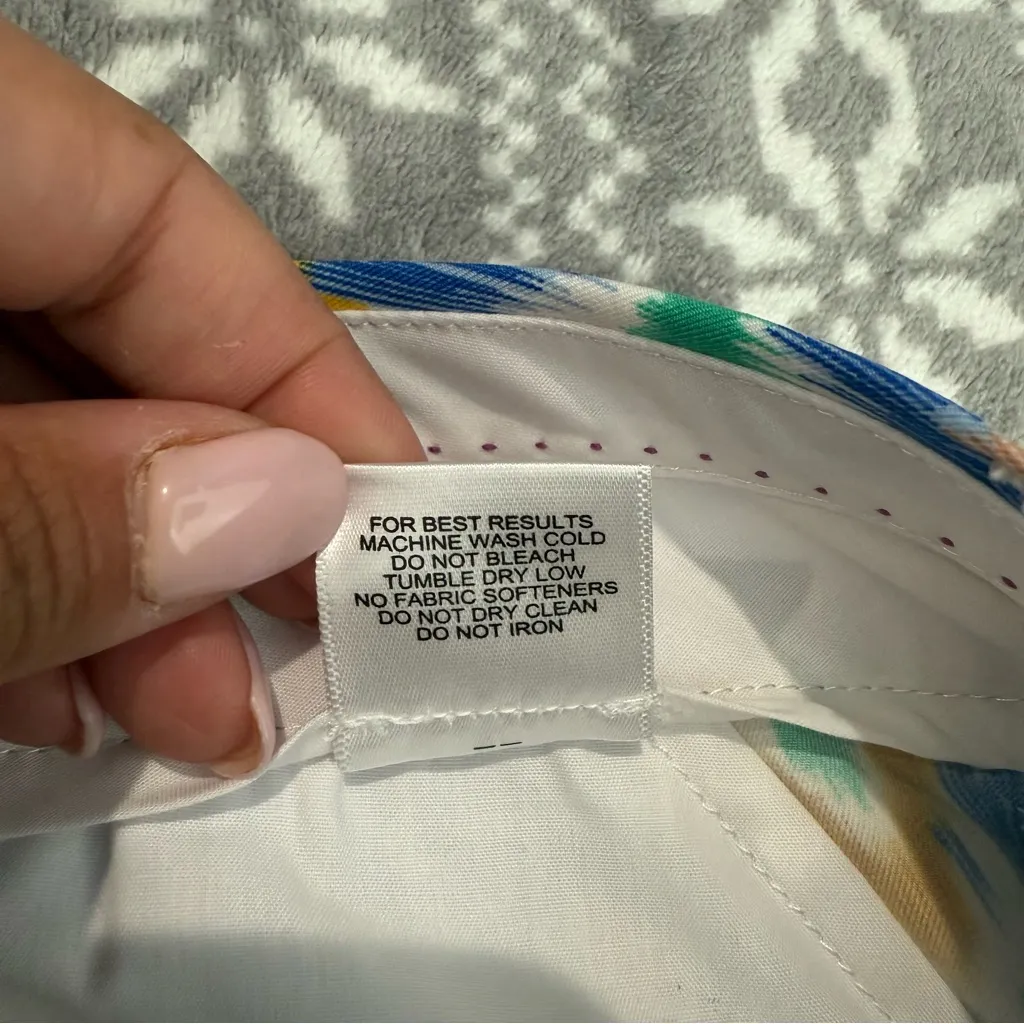 FOR BEST RESULTS
MACHINE WASH COLD
DO NOT BLEACH
TUMBLE DRY LOW
NO FABRIC SOFTENERS
DO NOT DRY CLEAN
DO NOT IRON